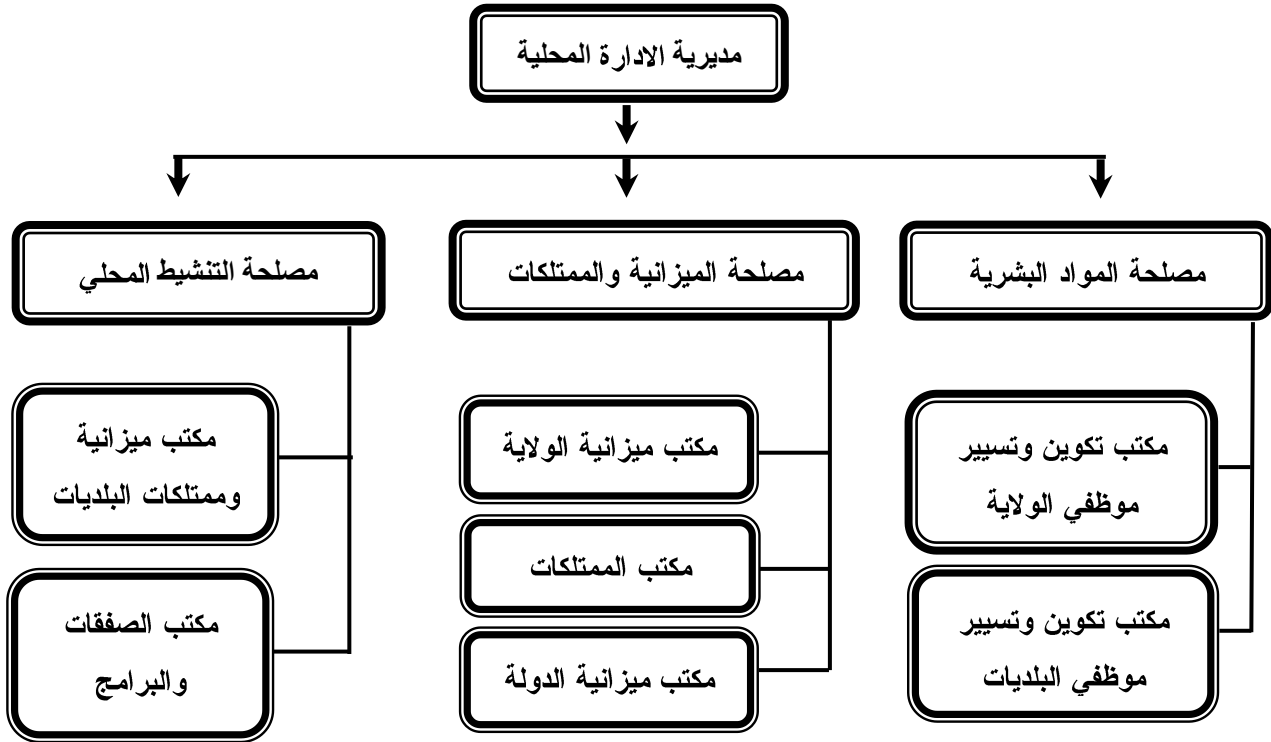 مديرية الادارة المحلية
مصلحة المواد البشرية
مصلحة الميزانية والممتلكات
مصلحة التنشيط المحلي
مكتب تكوين وتسيير
موظفي الولاية
مكتب تكوين وتسيير
موظفي البلديات
مكتب ميزانية الولاية
مكتب الممتلكات
مكتب ميزانية الدولة
مكتب ميزانية
وممتلكات البلديات
مكتب الصفقات
والبرامج